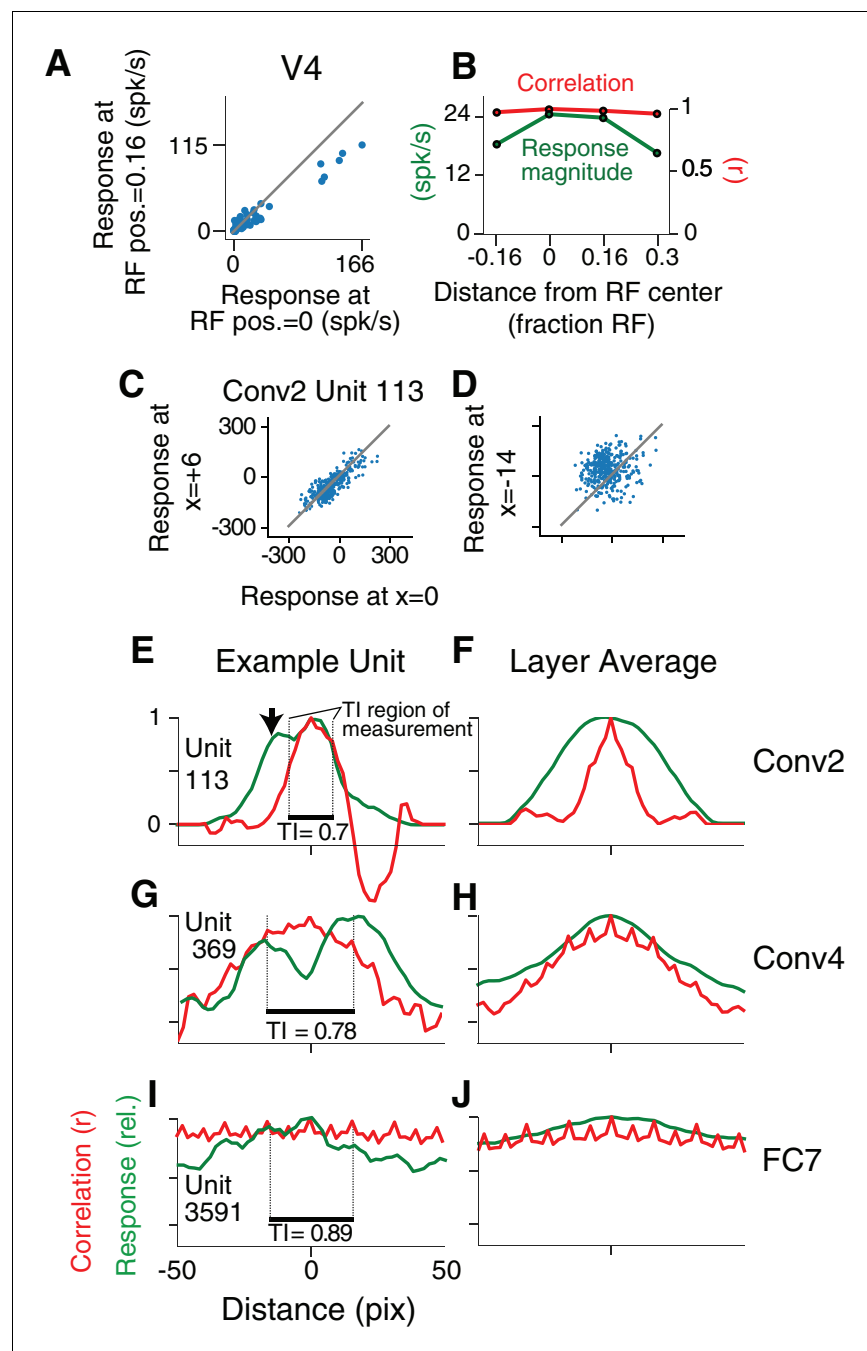 A
V4
Response at
RF pos.=0.16 (spk/s)
115
0
0
166
Response at
RF pos.=0 (spk/s)
B
Correlation
Response
magnitude
(spk/s)
24
12
0
1
0.5
0
(r)
-0.16 0 0.16 0.3
Distance from RF center
(fraction RF)
C
Conv2 Unit 113
Response at
x=+6
300
0
-300
-300 0 300
Response at x=0
D
Response at
x=-14
E
Example Unit
F
Layer Average
1
0
Unit
113
TI region of
measurement
TI= 0.7
Conv2
G
Unit
369
TI = 0.78
H
Conv4
I
Unit
3591
TI = 0.89
J
FC7
Correlation (r)
Response (rel.)
-50 0 50
Distance (pix)